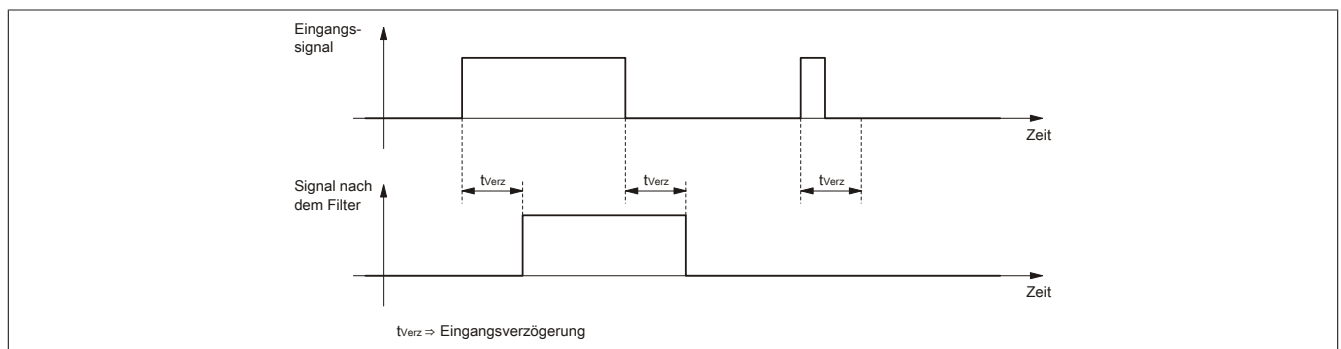 Eingangs-
signal
Zeit
tVerz
tVerz
tVerz
Signal nach
dem Filter
Zeit
tVerz ⇒ Eingangsverzögerung